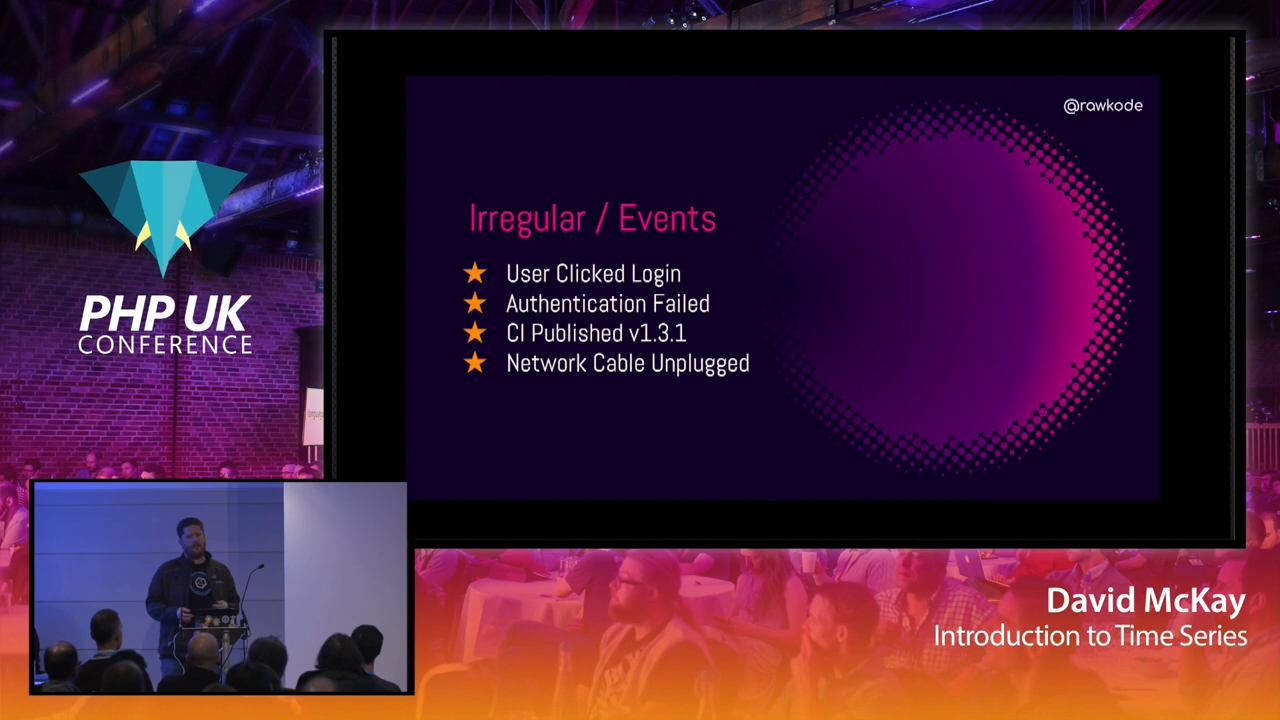 @rawkode
Irregular / Events
User Clicked Login
Authentication Failed
CI Published v1.3.1
Network Cable Unplugged
PHP UK
CONFERENCE
David McKay
Introduction to Time Series